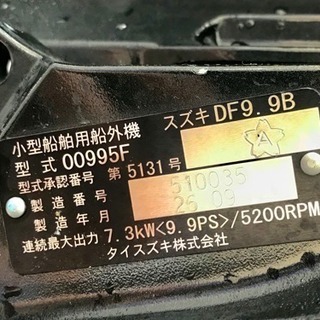 小型船舶用船外機 スズキ DF9.9B
型式 00995F A
型式承認番号 第 5131 号
製造番号 510035
製造年月 26 09
連続最大出力 7.3kW<9.9PS>/5200RPM
タイスズキ株式会社